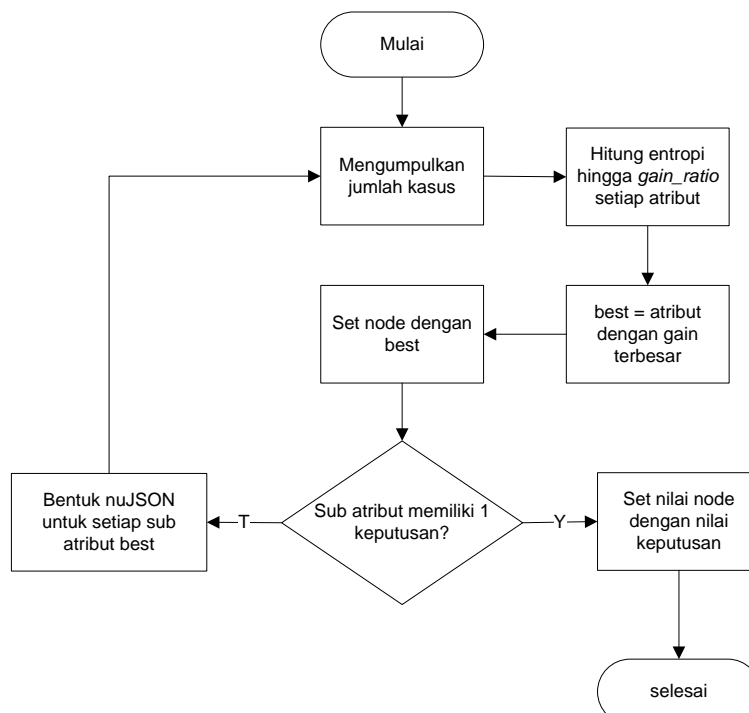 Mulai
Mengumpulkan
jumlah kasus
Hitung entropi
hingga gain_ratio
setiap atribut
best = atribut
dengan gain
terbesar
Set node dengan
best
Sub atribut memiliki 1
keputusan?
T
Y
Bentuk nuJSON
untuk setiap sub
atribut best
Set nilai node
dengan nilai
keputusan
selesai